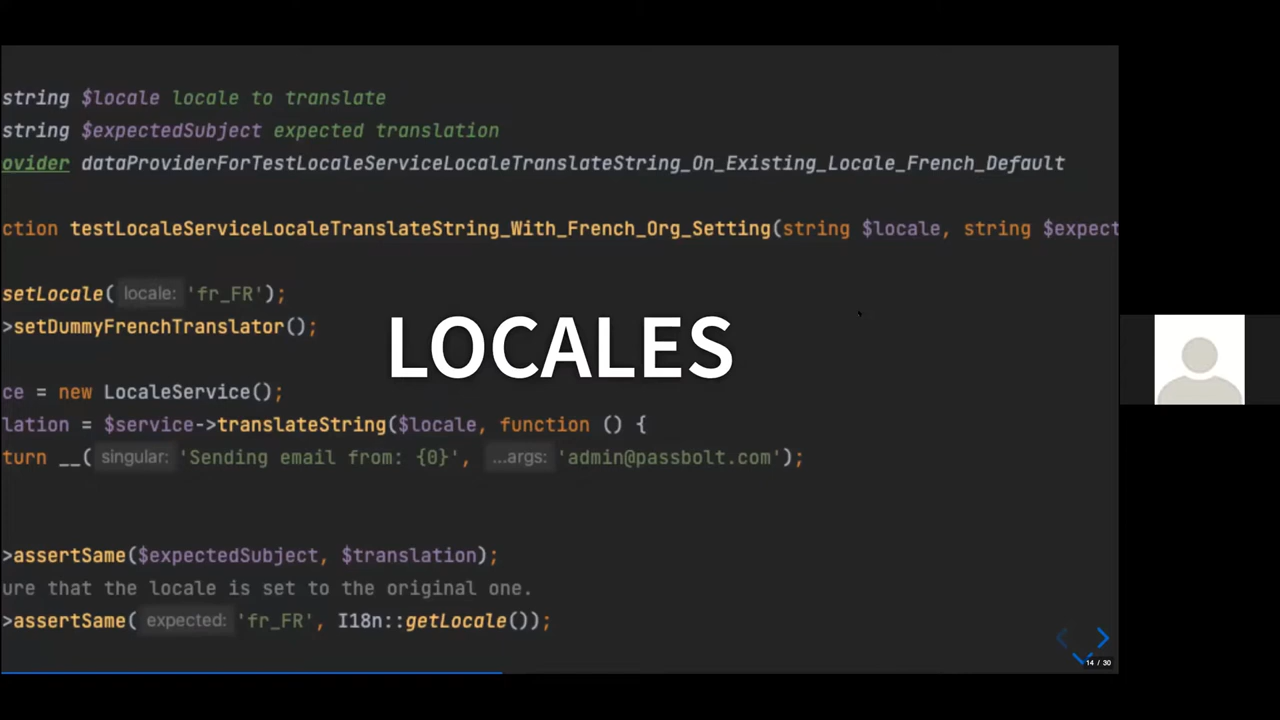 string $locale locale to translate
string $expectedSubject expected translation
ovider dataProviderForTestLocaleServiceLocaleTranslateString_On_Existing_Locale_French_Default
ction testLocaleServiceLocaleTranslateString_With_French_Org_Setting(string $locale, string $expect
setLocale( locale: 'fr_FR');
>setDummyFrenchTranslator();
LOCALES
ce = new LocaleService();
lation = $service->translateString($locale, function () {
turn __( singular: 'Sending email from: {0}', ...args: 'admin@passbolt.com');
>assertSame($expectedSubject, $translation);
ure that the locale is set to the original one.
>assertSame( expected: 'fr_FR', I18n::getLocale());
14 / 30